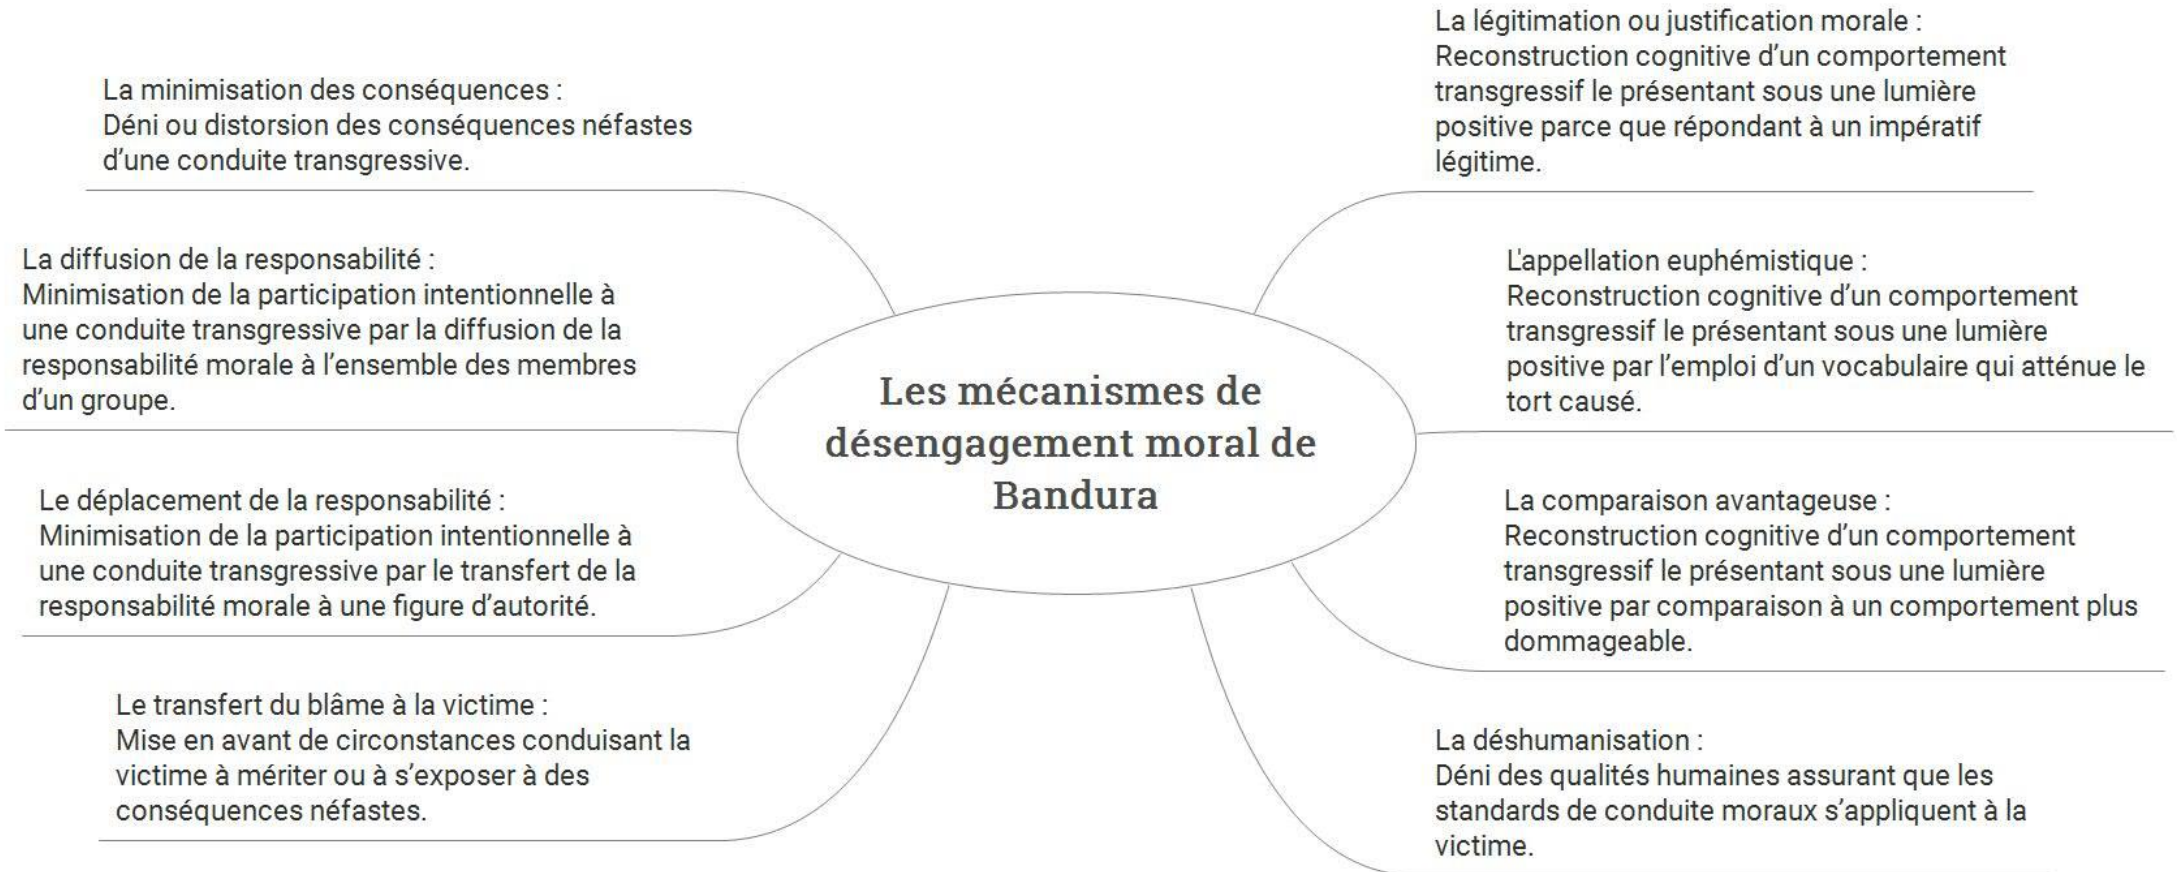 La minimisation des conséquences :
Déni ou distorsion des conséquences néfastes
d’une conduite transgressive.
La diffusion de la responsabilité :
Minimisation de la participation intentionnelle à
une conduite transgressive par la diffusion de la
responsabilité morale à l’ensemble des membres
d’un groupe.
Le déplacement de la responsabilité :
Minimisation de la participation intentionnelle à
une conduite transgressive par le transfert de la
responsabilité morale à une figure d’autorité.
Le transfert du blâme à la victime :
Mise en avant de circonstances conduisant la
victime à mériter ou à s’exposer à des
conséquences néfastes.
Les mécanismes de
désengagement moral de
Bandura
La légitimation ou justification morale :
Reconstruction cognitive d’un comportement
transgressif le présentant sous une lumière
positive parce que répondant à un impératif
légitime.
L'appellation euphémistique :
Reconstruction cognitive d’un comportement
transgressif le présentant sous une lumière
positive par l’emploi d’un vocabulaire qui atténue le
tort causé.
La comparaison avantageuse :
Reconstruction cognitive d’un comportement
transgressif le présentant sous une lumière
positive par comparaison à un comportement plus
dommageable.
La déshumanisation :
Déni des qualités humaines assurant que les
standards de conduite moraux s’appliquent à la
victime.